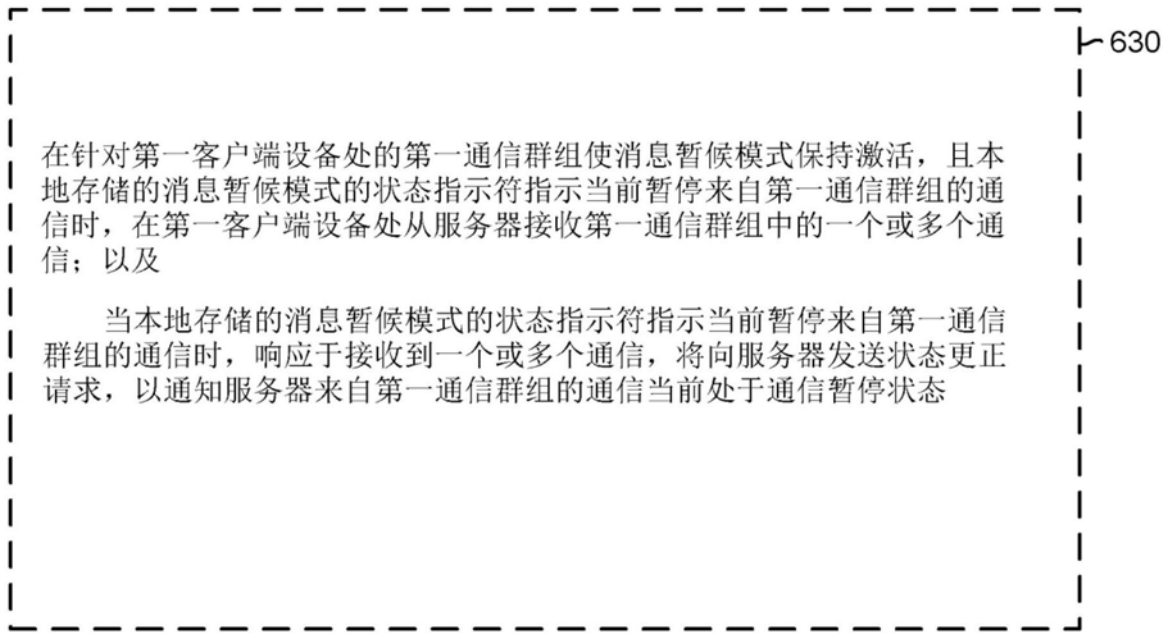 630
在针对第一客户端设备处的第一通信群组使消息暂候模式保持激活，且本
地存储的消息暂候模式的状态指示符指示当前暂停来自第一通信群组的通
信时，在第一客户端设备处从服务器接收第一通信群组中的一个或多个通
信；以及
当本地存储的消息暂候模式的状态指示符指示当前暂停来自第一通信
群组的通信时，响应于接收到一个或多个通信，将向服务器发送状态更正
请求，以通知服务器来自第一通信群组的通信当前处于通信暂停状态